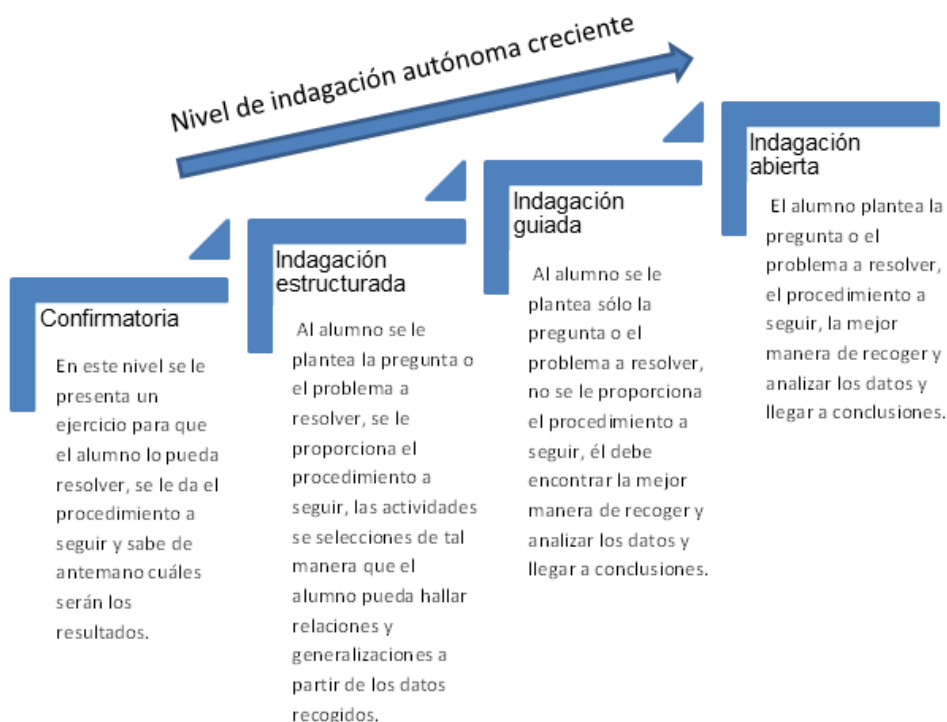 Nivel de indagación autónoma creciente
Confirmatoria
En este nivel se le
presenta un
ejercicio para que
el alumno lo pueda
resolver, se le da el
procedimiento a
seguir y sabe de
antemano cuáles
serán los
resultados.
Indagación
estructurada
Al alumno se le
plantea la pregunta o
el problema a
resolver, se le
proporciona el
procedimiento a
seguir, las actividades
se selecciones de tal
manera que el
alumno pueda hallar
relaciones y
generalizaciones a
partir de los datos
recogidos.
Indagación
guiada
Al alumno se le
plantea sólo la
pregunta o el
problema a resolver,
no se le proporciona
el procedimiento a
seguir, él debe
encontrar la mejor
manera de recoger y
analizar los datos y
llegar a conclusiones.
Indagación
abierta
El alumno plantea la
pregunta o el
problema a resolver,
el procedimiento a
seguir, la mejor
manera de recoger y
analizar los datos y
llegar a conclusiones.